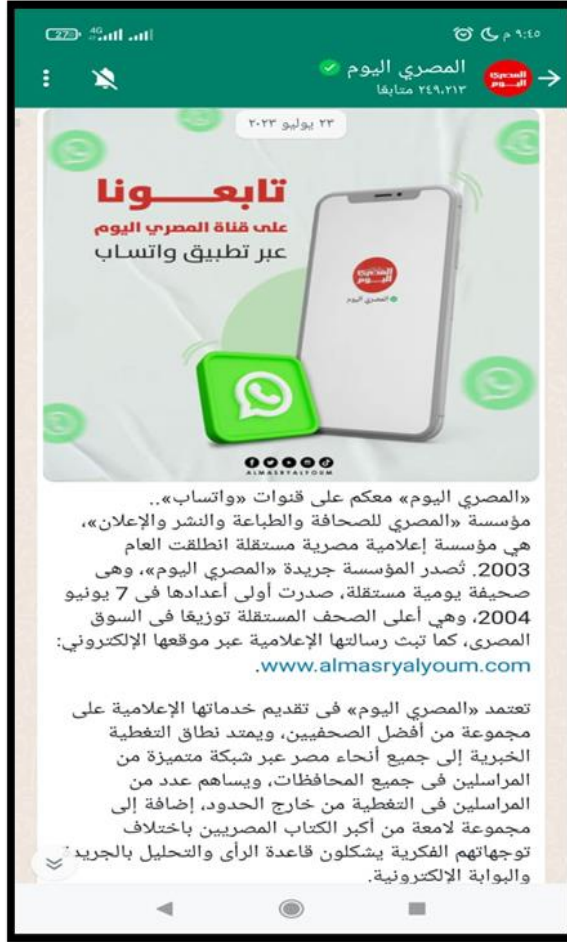 ٩:٤٥ م
4G
27
المصري اليوم
٢٤٩،٢١٣ متابعًا
٢٣ يوليو ٢٠٢٣
تابعـــــونا
على قناة المصري اليوم
عبر تطبيق واتساب
المصري اليوم
المصري اليوم
ALMASRYALYOUM
«المصري اليوم» معكم على قنوات «واتساب»..
مؤسسة «المصري للصحافة والطباعة والنشر والإعلان»،
هي مؤسسة إعلامية مصرية مستقلة انطلقت العام
2003. تُصدر المؤسسة جريدة «المصري اليوم»، وهى
صحيفة يومية مستقلة، صدرت أولى أعدادها فى 7 يونيو
2004، وهي أعلى الصحف المستقلة توزيعًا فى السوق
المصرى، كما تبث رسالتها الإعلامية عبر موقعها الإلكتروني:
www.almasryalyoum.com.
تعتمد «المصري اليوم» فى تقديم خدماتها الإعلامية على
مجموعة من أفضل الصحفيين، ويمتد نطاق التغطية
الخبرية إلى جميع أنحاء مصر عبر شبكة متميزة من
المراسلين فى جميع المحافظات، ويساهم عدد من
المراسلين فى التغطية من خارج الحدود، إضافة إلى
مجموعة لامعة من أكبر الكتاب المصريين باختلاف
توجهاتهم الفكرية يشكلون قاعدة الرأى والتحليل بالجريدة
والبوابة الإلكترونية.